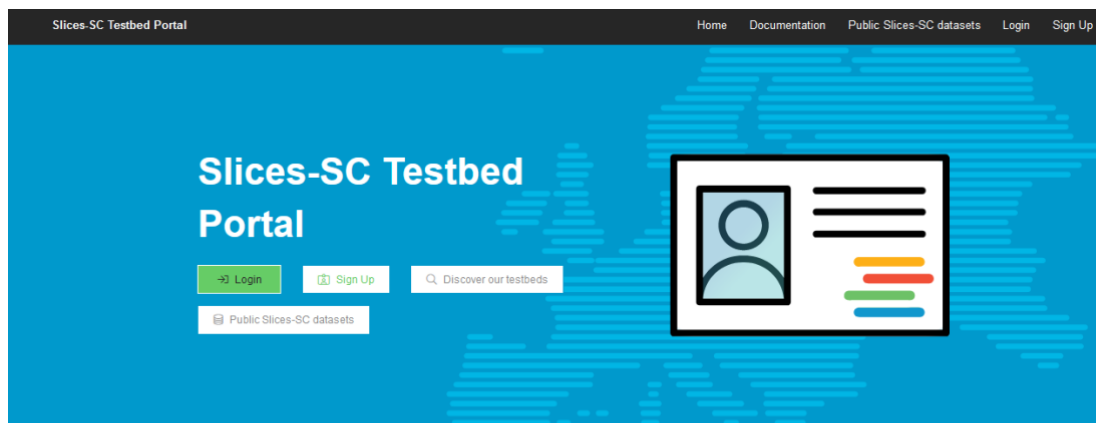 Slices-SC Testbed Portal
Home Documentation Public Slices-SC datasets Login Sign Up
Slices-SC Testbed
Portal
Login Sign Up Discover our testbeds
Public Slices-SC datasets